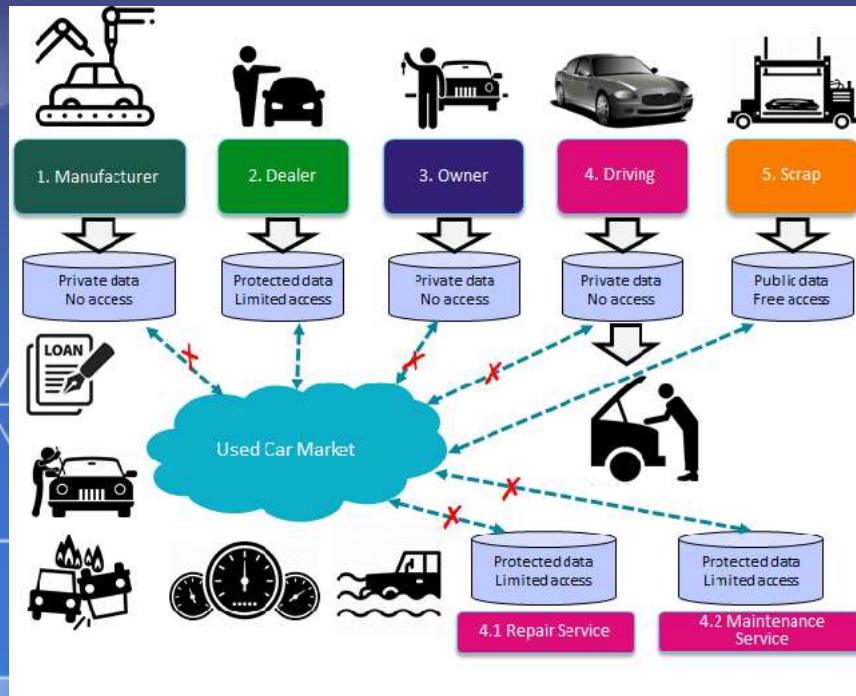 1. Manufacturer
2. Dealer
3. Owner
4. Driving
5. Scrap
Private data
No access
Protected data
Limited access
Private data
No access
Private data
No access
Public data
Free access
LOAN
Used Car Market
Protected data
Limited access
Protected data
Limited access
4.1 Repair Service
4.2 Maintenance
Service